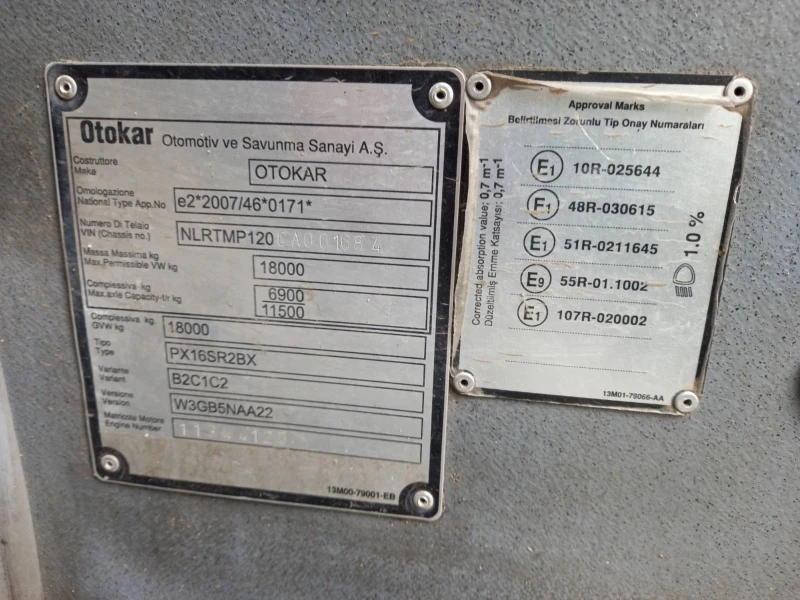 Otokar Otomotiv ve Savunma Sanayi A.Ş.
Costruttore
Make
OTOKAR
Omologazione
National Type App.No
e2*2007/46*0171*
Numero Di Telaio
VIN (Chassis no.)
NLRTMP120CA001684
Massa Massima kg
Max.Permissible VW kg
18000
Complessiva kg
Max.axle Capacity-f/r kg
6900
11500
Complessiva kg
GVW kg
18000
Tipo
Type
PX16SR2BX
Variante
Variant
B2C1C2
Versione
Version
W3GB5NAA22
Matricola Motore
Engine Number
13M00-79001-EB
Approval Marks
Belirtilmesi Zorunlu Tip Onay Numaraları
E1 10R-025644
E1 48R-030615
E1 51R-0211645
E9 55R-01.1002
E1 107R-020002
Corrected absorption value; 0,7 m-1
Düzeltilmiş Emme Katsayısı; 0,7 m-1
1.0 %
13M01-79066-AA